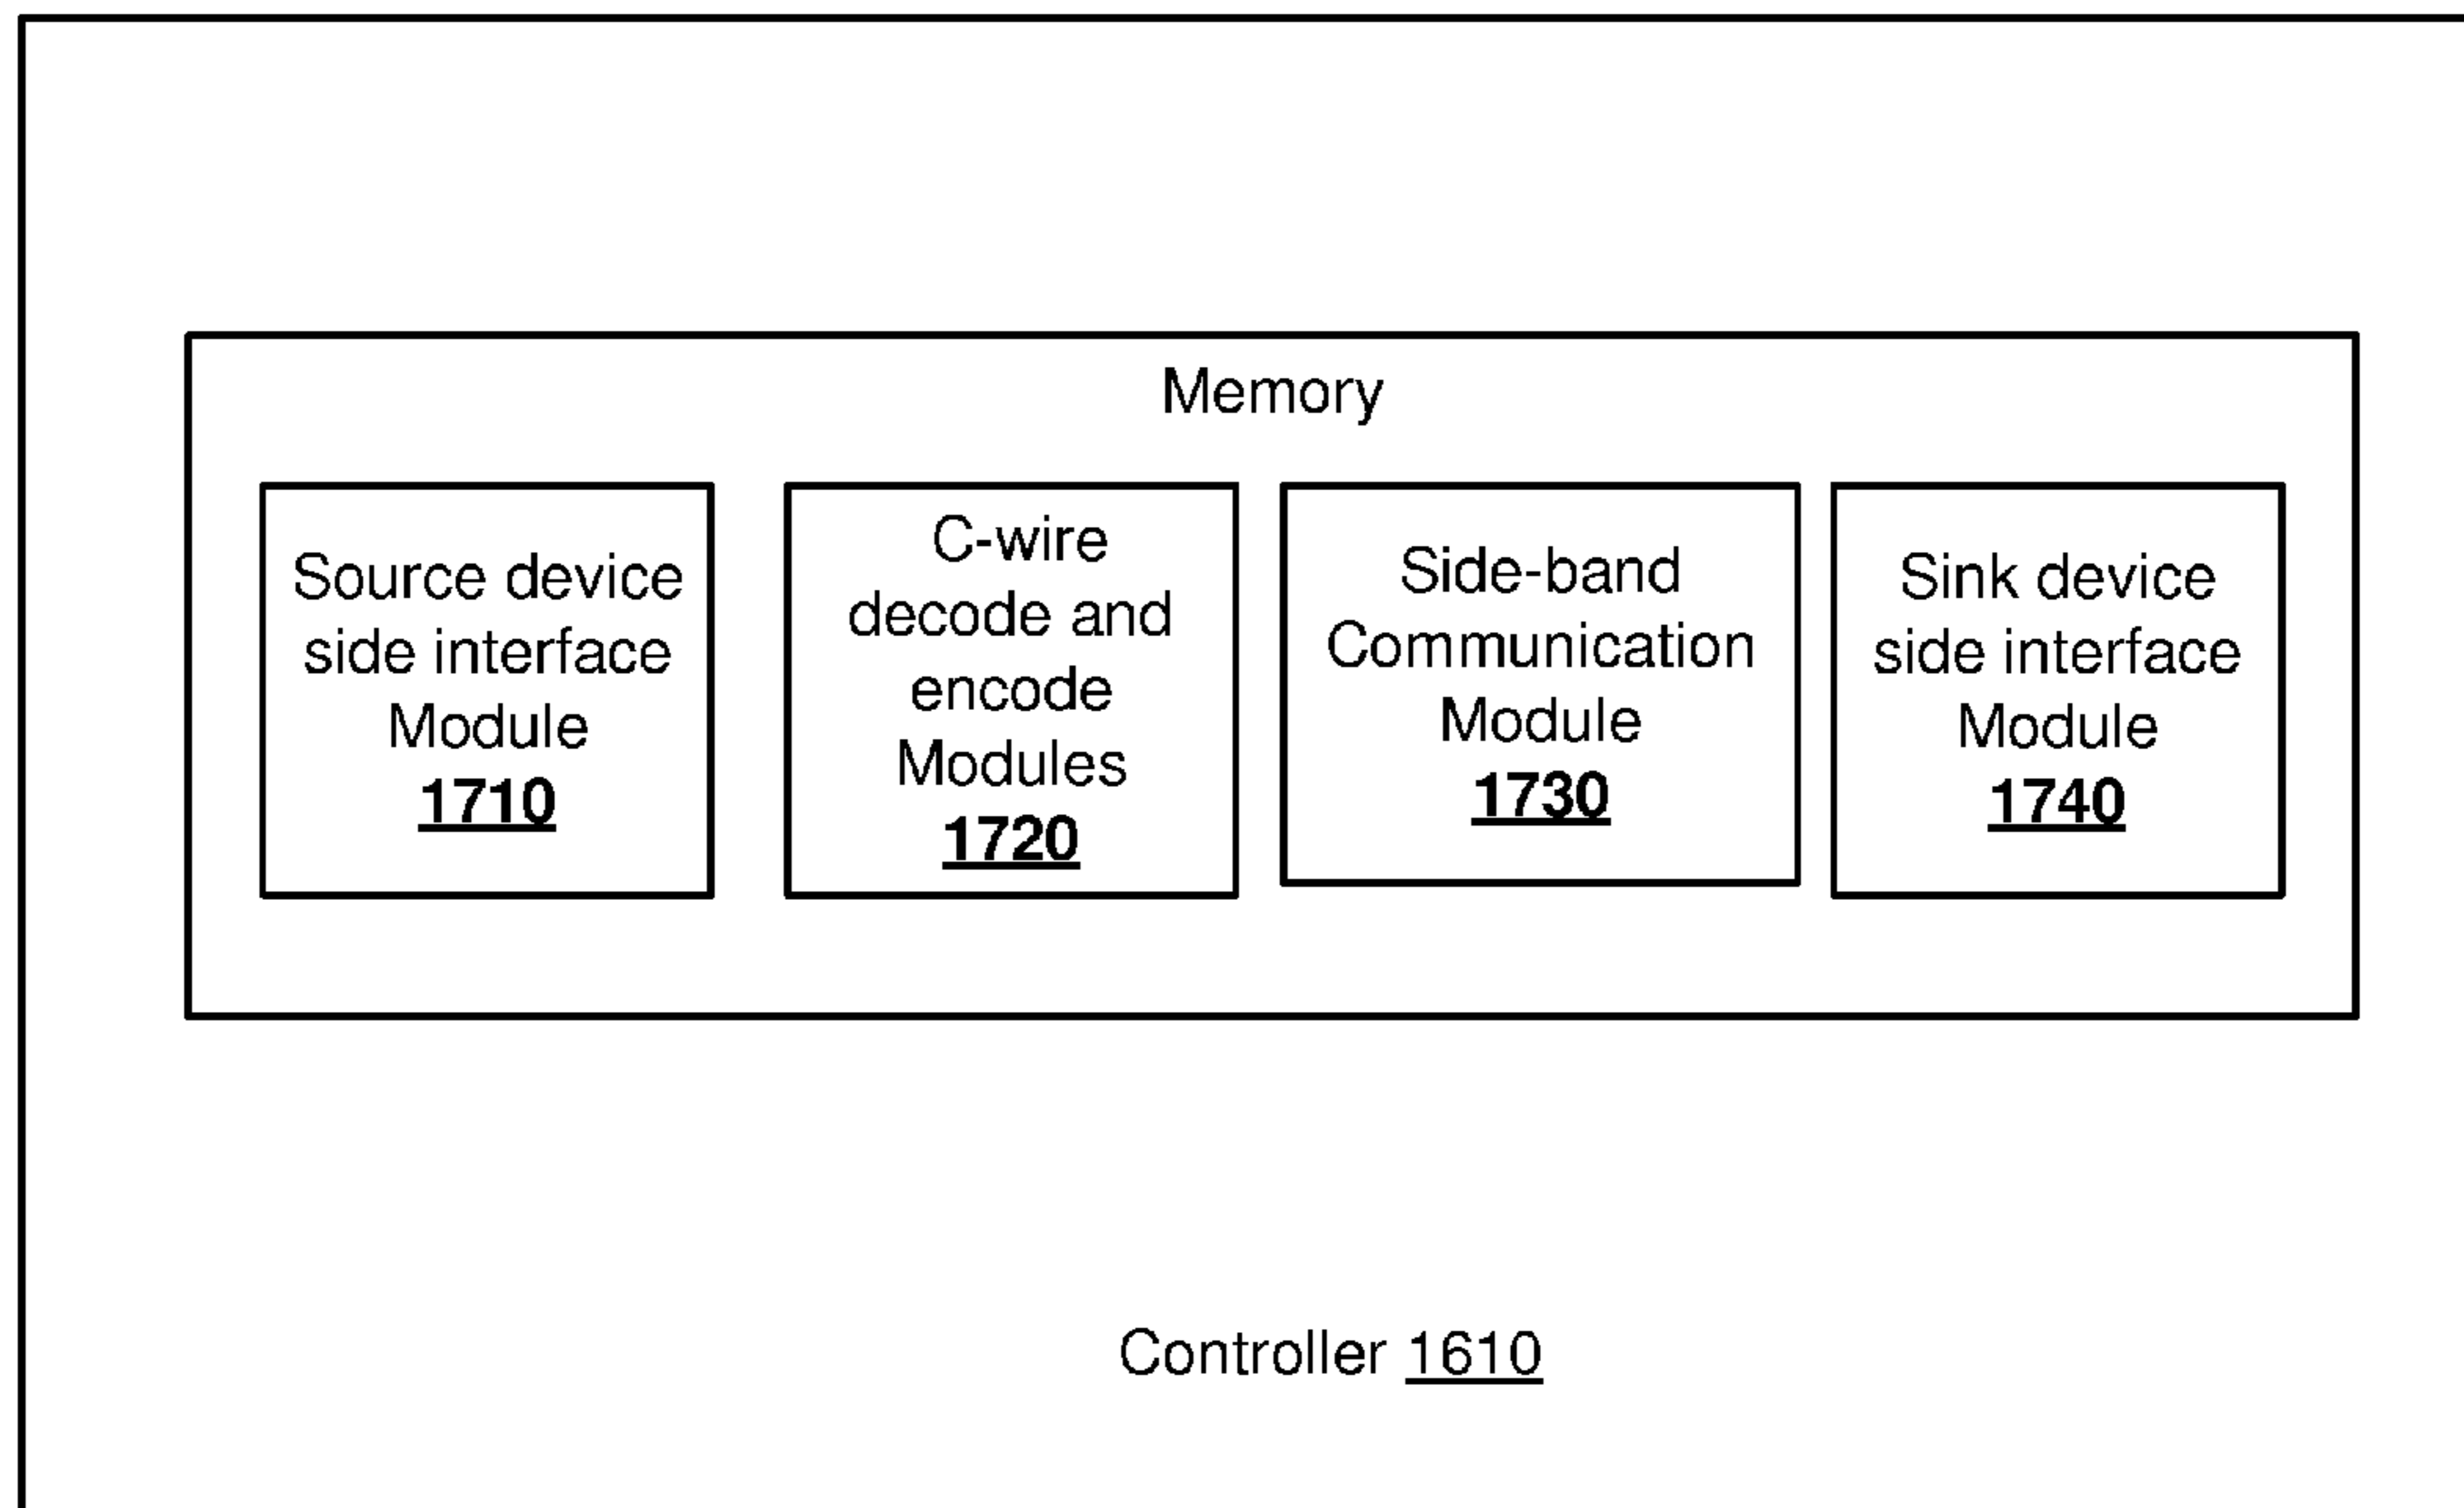 Memory
Source device
side interface
Module
1710
C-wire
decode and
encode
Modules
1720
Side-band
Communication
Module
1730
Sink device
side interface
Module
1740
Controller 1610